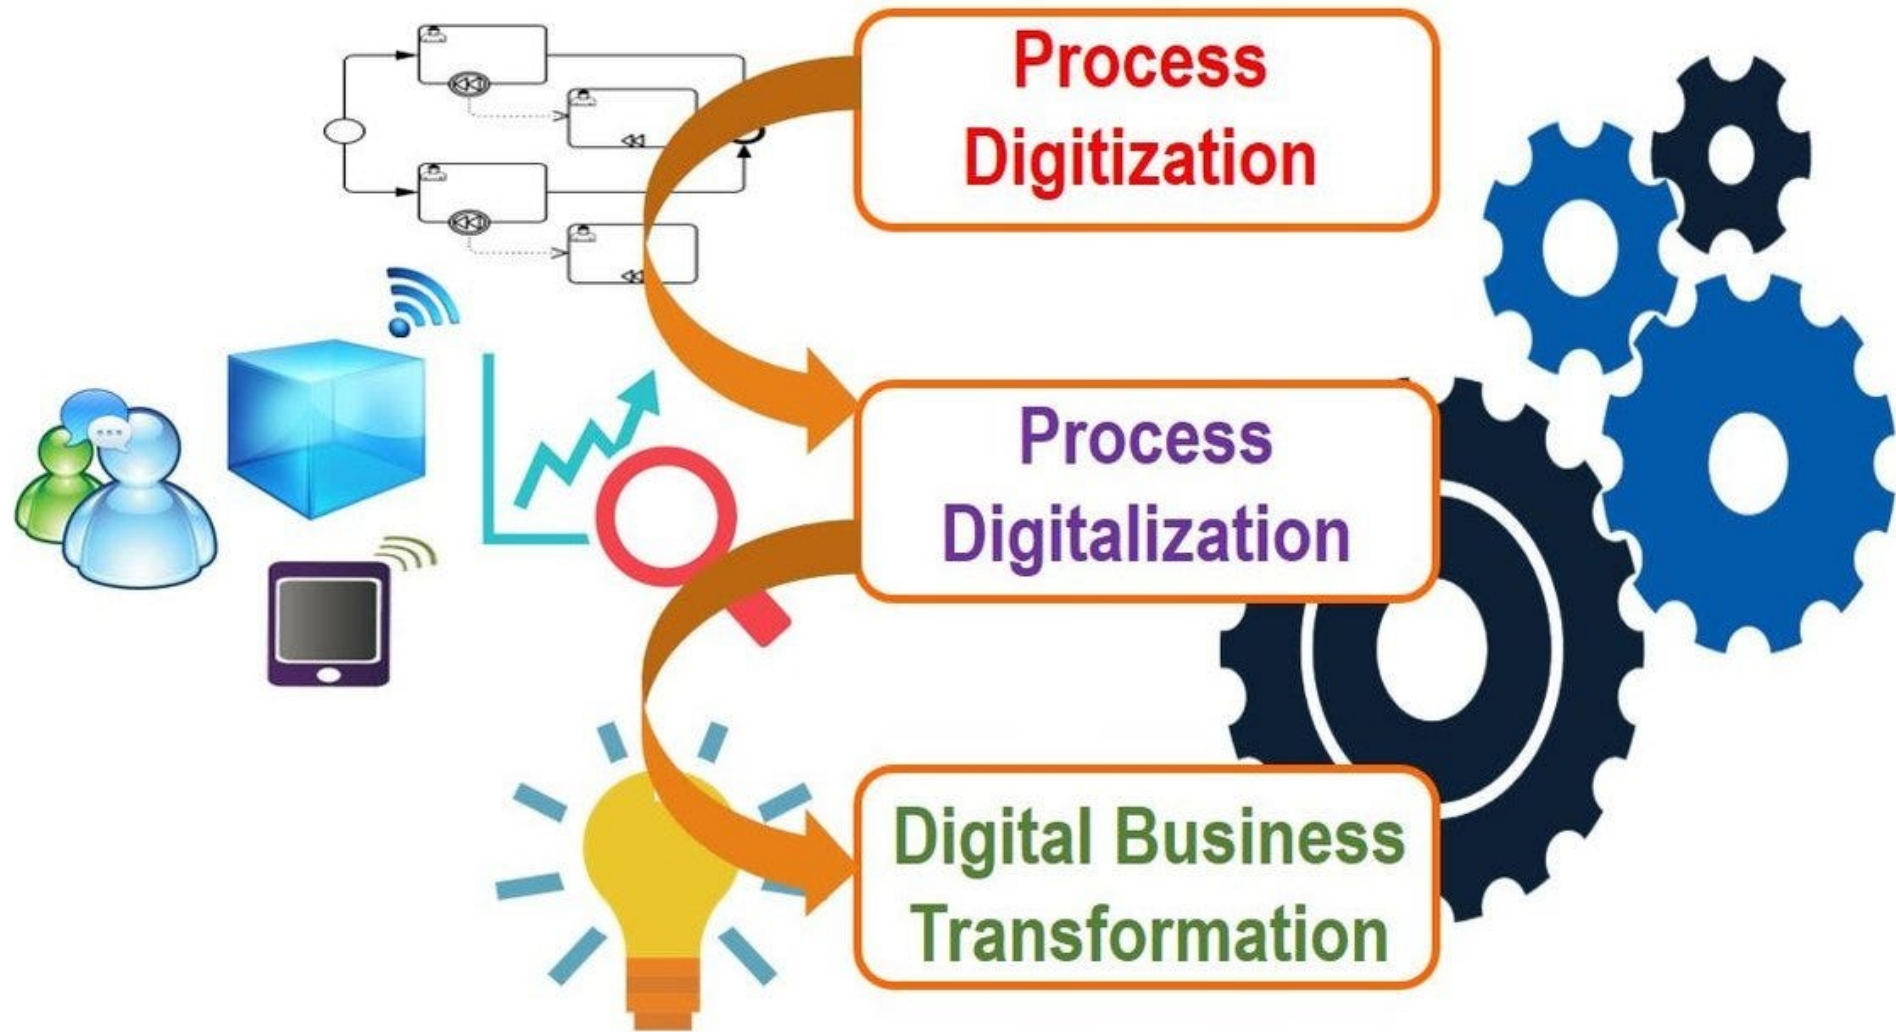 Process
Digitization
Process
Digitalization
Digital Business
Transformation